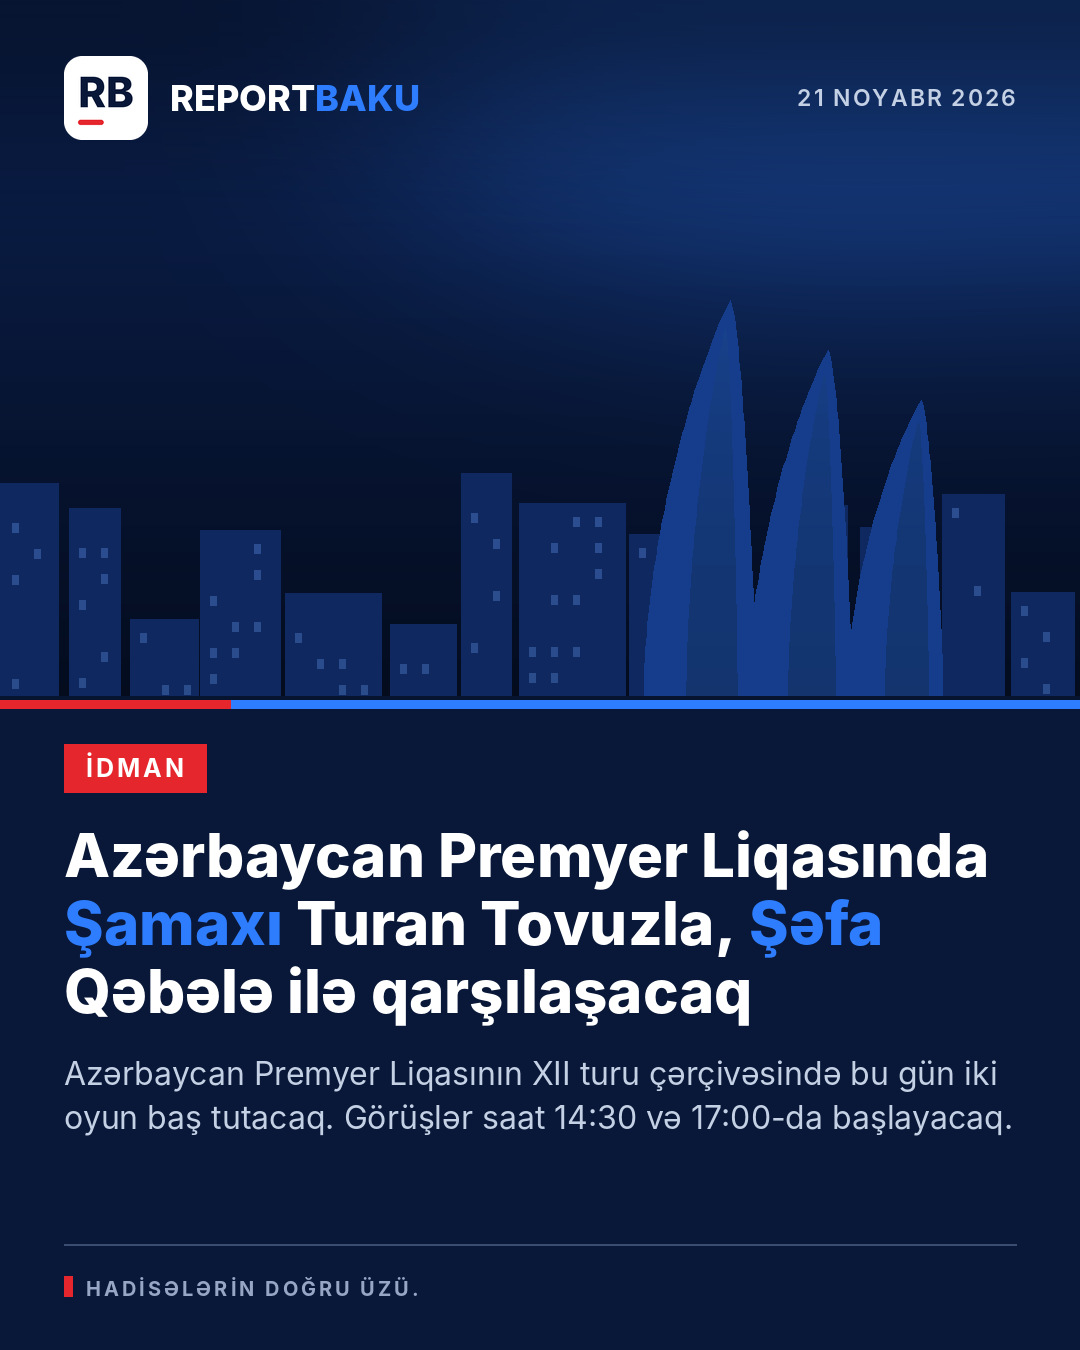 RB
REPORTBAKU
21 NOYABR 2026
İDMAN
Azərbaycan Premyer Liqasında
Şamaxı Turan Tovuzla, Şəfa
Qəbələ ilə qarşılaşacaq
Azərbaycan Premyer Liqasının XII turu çərçivəsində bu gün iki
oyun baş tutacaq. Görüşlər saat 14:30 və 17:00-da başlayacaq.
HADİSƏLƏRİN DOĞRU ÜZÜ.